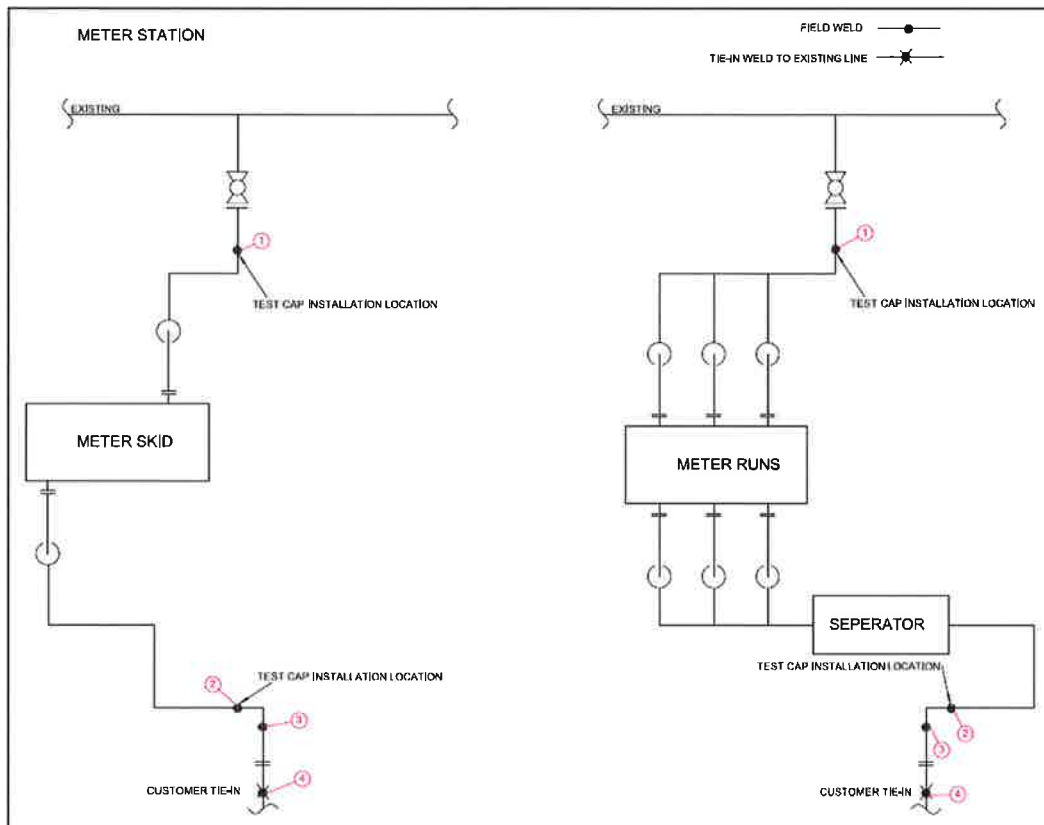 METER STATION
FIELD WELD
TIE-IN WELD TO EXISTING LINE
EXISTING
1
TEST CAP INSTALLATION LOCATION
METER SKID
2
TEST CAP INSTALLATION LOCATION
3
4
CUSTOMER TIE-IN
EXISTING
1
TEST CAP INSTALLATION LOCATION
METER RUNS
SEPERATOR
TEST CAP INSTALLATION LOCATION
2
3
CUSTOMER TIE-IN
4